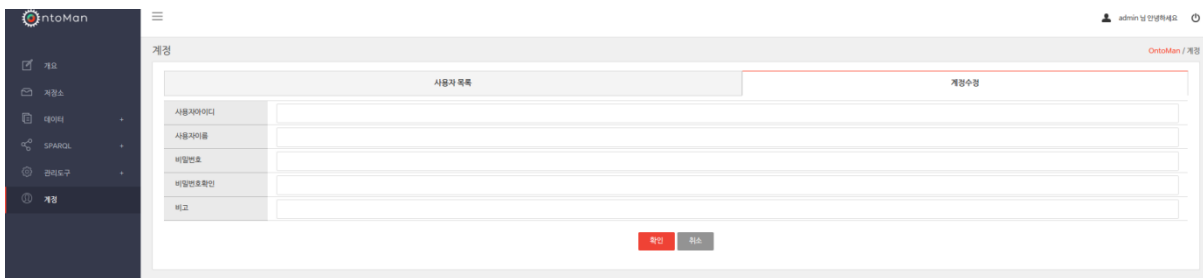 OntoMan
admin 님 안녕하세요
계정
OntoMan / 계정
개요
저장소
데이터 +
SPARQL +
관리도구 +
계정
사용자 목록
계정수정
사용자아이디
사용자이름
비밀번호
비밀번호확인
비고
확인
취소